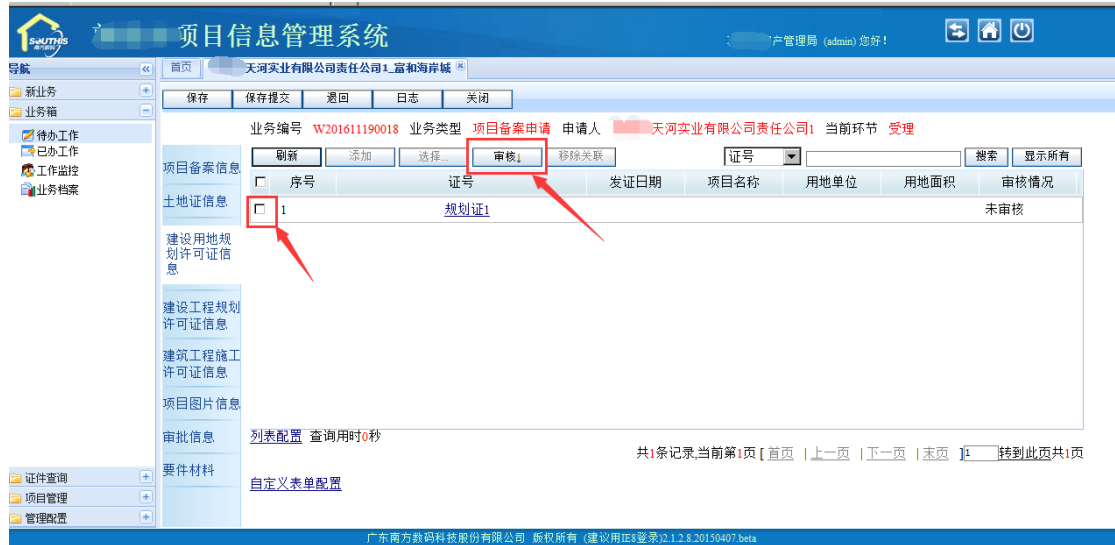 SOUTHIS
南方数码
项目信息管理系统
产管理局 (admin) 您好!
导航
首页
天河实业有限公司责任公司1_富和海岸城
新业务
业务箱
待办工作
已办工作
工作监控
业务档案
保存
保存提交
退回
日志
关闭
业务编号 W201611190018 业务类型 项目备案申请 申请人 天河实业有限公司责任公司1 当前环节 受理
刷新
添加
选择...
审核↓
移除关联
证号
搜索
显示所有
项目备案信息
土地证信息
建设用地规
划许可证信
息
建设工程规划
许可证信息
建筑工程施工
许可证信息
项目图片信息
审批信息
要件材料
序号 证号 发证日期 项目名称 用地单位 用地面积 审核情况
1 规划证1 未审核
列表配置 查询用时0秒
共1条记录,当前第1页 [ 首页 | 上一页 | 下一页 | 末页 ] 1 转到此页共1页
自定义表单配置
证件查询
项目管理
管理配置
广东南方数码科技股份有限公司 版权所有 (建议用IE8登录)2.1.2.8.20150407.beta